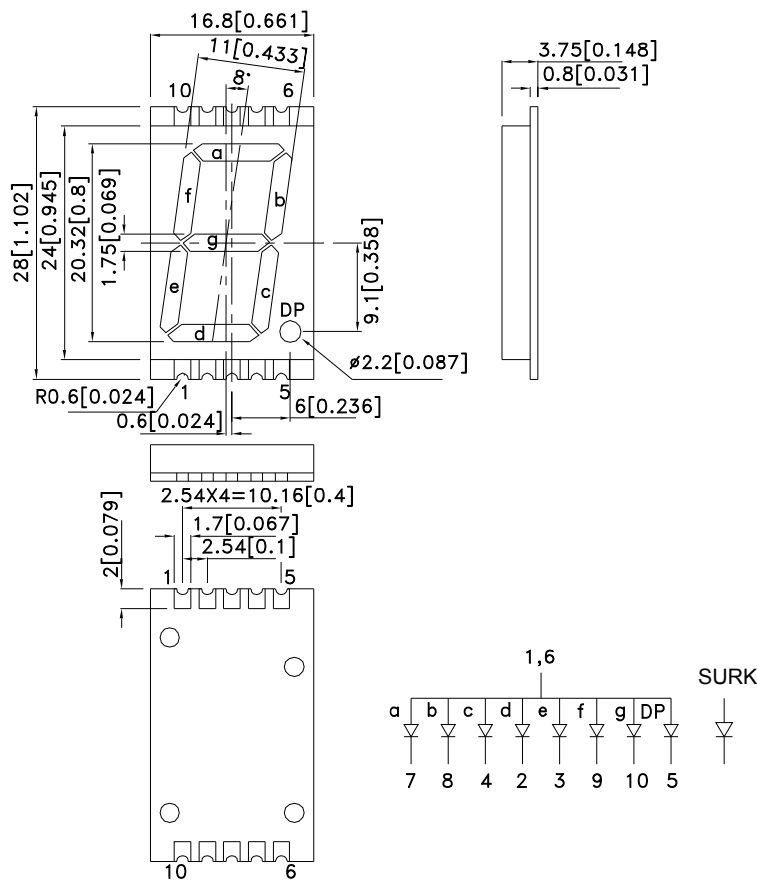 16.8[0.661]
11[0.433]
8°
10
6
3.75[0.148]
0.8[0.031]
28[1.102]
24[0.945]
20.32[0.8]
1.75[0.069]
a
f
b
g
e
c
d
DP
9.1[0.358]
ø2.2[0.087]
R0.6[0.024]
1
5
0.6[0.024]
6[0.236]
2.54X4=10.16[0.4]
1.7[0.067]
2.54[0.1]
2[0.079]
1
5
10
6
1,6
SURK
a b c d e f g DP
7 8 4 2 3 9 10 5